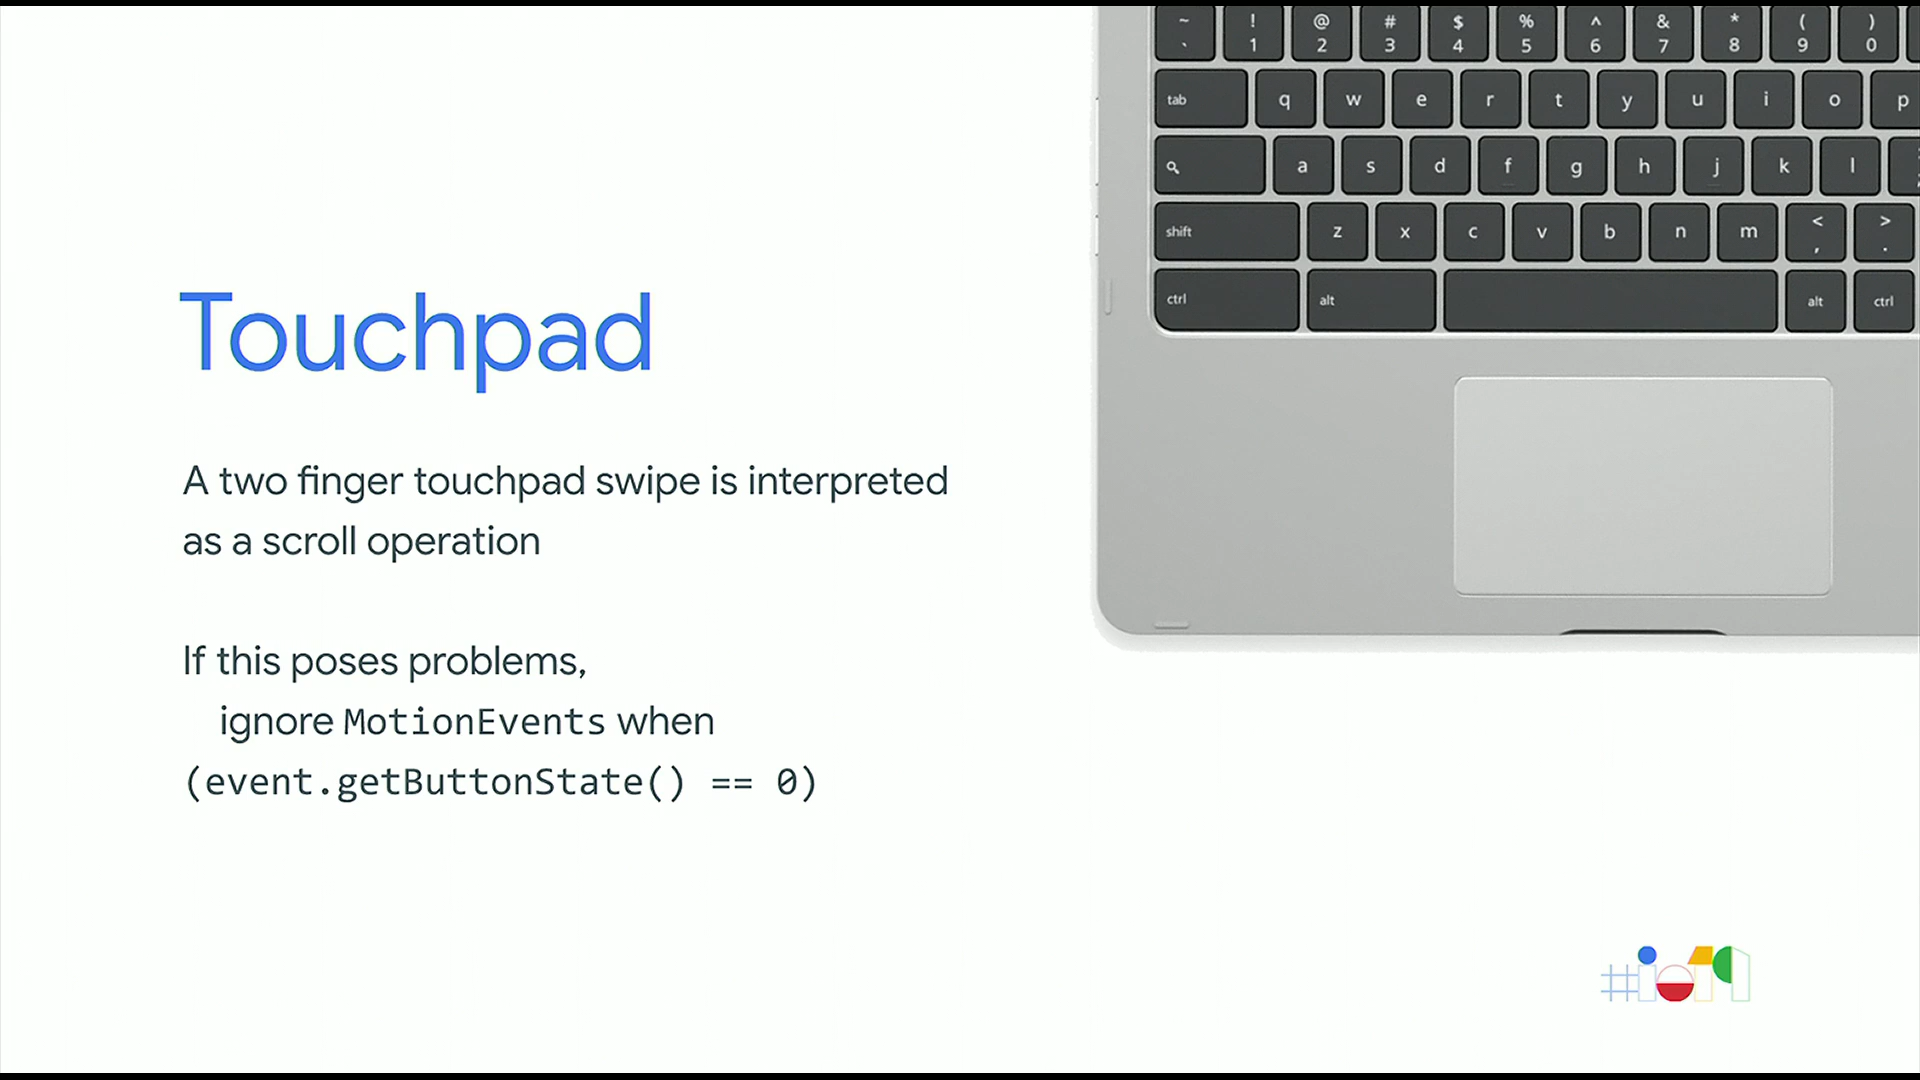 ~ ! @ # $ % ^ & * ( )
` 1 2 3 4 5 6 7 8 9 0
tab q w e r t y u i o p
a s d f g h j k l
shift z x c v b n m < >
, .
ctrl alt alt ctrl
Touchpad
A two finger touchpad swipe is interpreted
as a scroll operation
If this poses problems,
ignore MotionEvents when
(event.getButtonState() == 0)
#io19